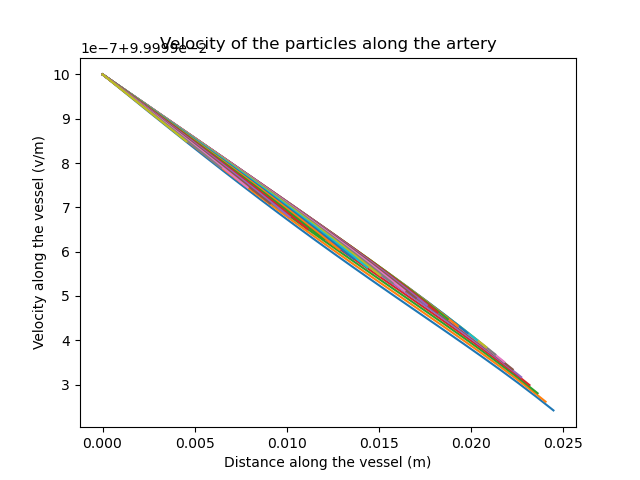 Velocity of the particles along the artery
1e−7+9.9999e−2
10
9
8
7
6
5
4
3
Velocity along the vessel (v/m)
0.000 0.005 0.010 0.015 0.020 0.025
Distance along the vessel (m)